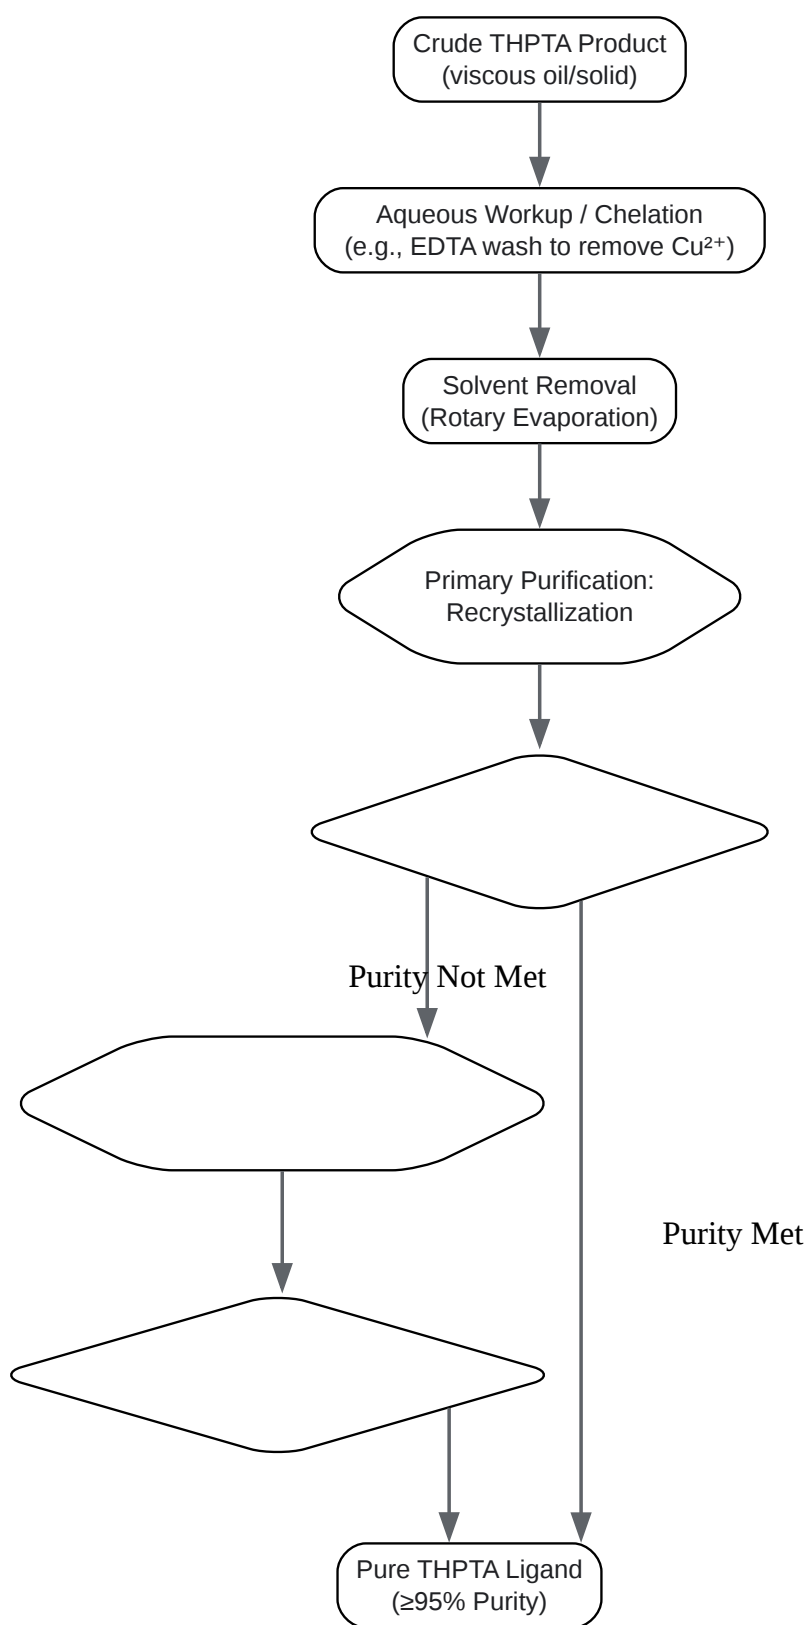 Crude THPTA Product
(viscous oil/solid)
Aqueous Workup / Chelation
(e.g., EDTA wash to remove Cu²⁺)
Solvent Removal
(Rotary Evaporation)
Primary Purification:
Recrystallization
Purity Not Met
Purity Met
Pure THPTA Ligand
(≥95% Purity)